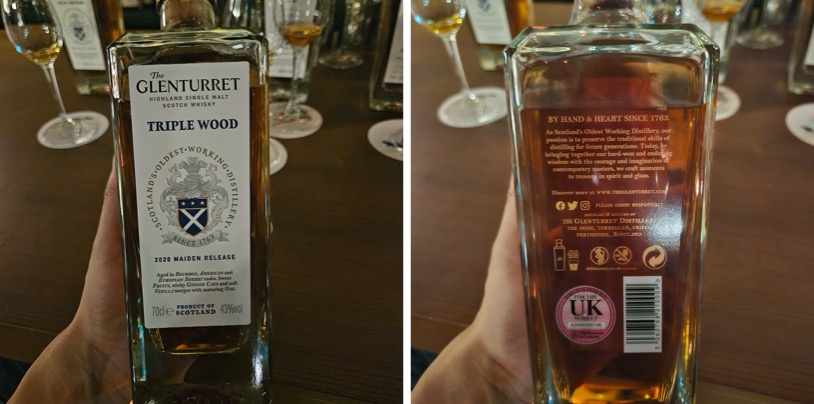 The
GLENTURRET
HIGHLAND SINGLE MALT
SCOTCH WHISKY
TRIPLE WOOD
SCOTLAND'S • OLDEST • WORKING • DISTILLERY
SINCE 1763
2020 MAIDEN RELEASE
Aged in Bourbon, American and
European Sherry casks. Sweet
Fruits, sticky Ginger Cake and soft
Vanilla merges with maturing Oak.
70cl e
PRODUCT OF
SCOTLAND
43%vol
BY HAND & HEART SINCE 1763
As Scotland's Oldest Working Distillery, our
passion is to preserve the traditional skills of
distilling for future generations. Today, by
bringing together our hard-won and enduring
wisdom with the courage and imagination of
contemporary masters, we craft moments
to treasure in spirit and glass.
Discover more at WWW.THEGLENTURRET.COM
PLEASE ENJOY RESPONSIBLY
DISTILLED & BOTTLED BY
THE GLENTURRET DISTILLERY
THE HOSH, CRIEFF
PERTHSHIRE, SCOTLAND
FOR THE
UK
MARKET